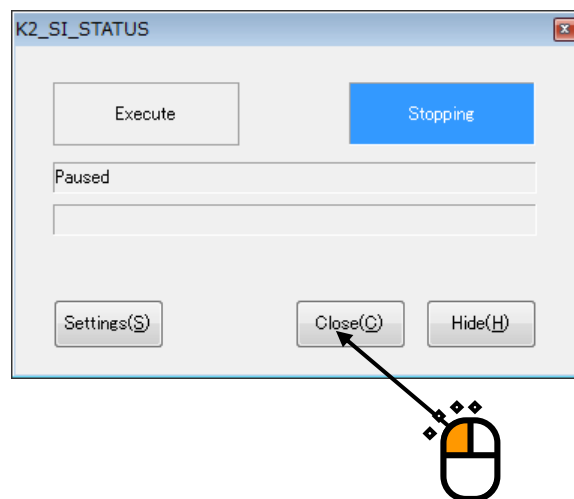 K2_SI_STATUS
Execute
Stopping
Paused
Settings(S)
Close(C)
Hide(H)